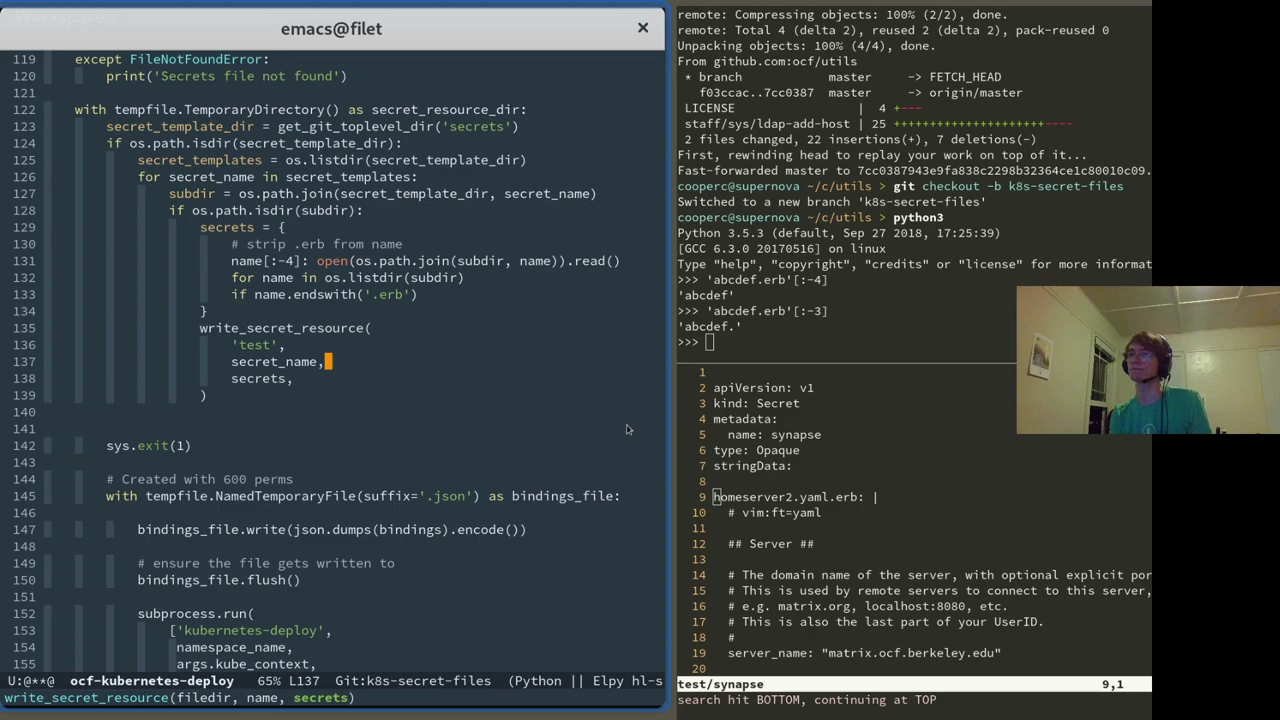 emacs@filet
119 except FileNotFoundError:
120 print('Secrets file not found')
121
122 with tempfile.TemporaryDirectory() as secret_resource_dir:
123 secret_template_dir = get_git_toplevel_dir('secrets')
124 if os.path.isdir(secret_template_dir):
125 secret_templates = os.listdir(secret_template_dir)
126 for secret_name in secret_templates:
127 subdir = os.path.join(secret_template_dir, secret_name)
128 if os.path.isdir(subdir):
129 secrets = {
130 # strip .erb from name
131 name[:-4]: open(os.path.join(subdir, name)).read()
132 for name in os.listdir(subdir)
133 if name.endswith('.erb')
134 }
135 write_secret_resource(
136 'test',
137 secret_name,
138 secrets,
139 )
140
141
142 sys.exit(1)
143
144 # Created with 600 perms
145 with tempfile.NamedTemporaryFile(suffix='.json') as bindings_file:
146
147 bindings_file.write(json.dumps(bindings).encode())
148
149 # ensure the file gets written to
150 bindings_file.flush()
151
152 subprocess.run(
153 ['kubernetes-deploy',
154 namespace_name,
155 args.kube_context,
U:@**@ ocf-kubernetes-deploy 65% L137 Git:k8s-secret-files (Python || Elpy hl-s
write_secret_resource(filedir, name, secrets)
remote: Compressing objects: 100% (2/2), done.
remote: Total 4 (delta 2), reused 2 (delta 2), pack-reused 0
Unpacking objects: 100% (4/4), done.
From github.com:ocf/utils
* branch master -> FETCH_HEAD
f03ccac..7cc0387 master -> origin/master
LICENSE | 4 +---
staff/sys/ldap-add-host | 25 +++++++++++++++++++++----
2 files changed, 22 insertions(+), 7 deletions(-)
First, rewinding head to replay your work on top of it...
Fast-forwarded master to 7cc0387943e9fa838c2298b32364ce1c80010c09.
cooperc@supernova ~/c/utils > git checkout -b k8s-secret-files
Switched to a new branch 'k8s-secret-files'
cooperc@supernova ~/c/utils > python3
Python 3.5.3 (default, Sep 27 2018, 17:25:39)
[GCC 6.3.0 20170516] on linux
Type "help", "copyright", "credits" or "license" for more informat
>>> 'abcdef.erb'[:-4]
'abcdef'
>>> 'abcdef.erb'[:-3]
'abcdef.'
>>>
1
2 apiVersion: v1
3 kind: Secret
4 metadata:
5 name: synapse
6 type: Opaque
7 stringData:
8
9 homeserver2.yaml.erb: |
10 # vim:ft=yaml
11
12 ## Server ##
13
14 # The domain name of the server, with optional explicit por
15 # This is used by remote servers to connect to this server,
16 # e.g. matrix.org, localhost:8080, etc.
17 # This is also the last part of your UserID.
18 #
19 server_name: "matrix.ocf.berkeley.edu"
20
test/synapse 9,1
search hit BOTTOM, continuing at TOP